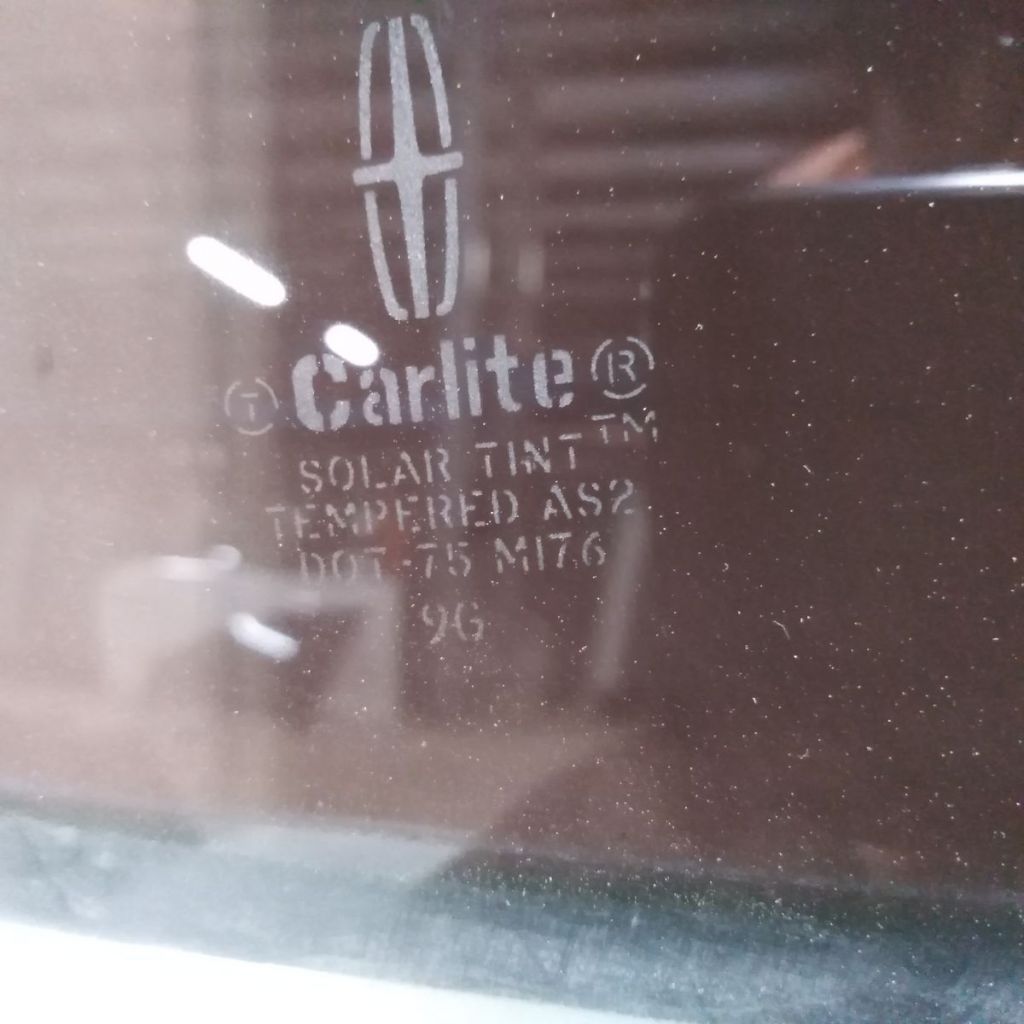 T Carlite ®
SOLAR TINT™
TEMPERED AS2
DOT-75 M176
9G